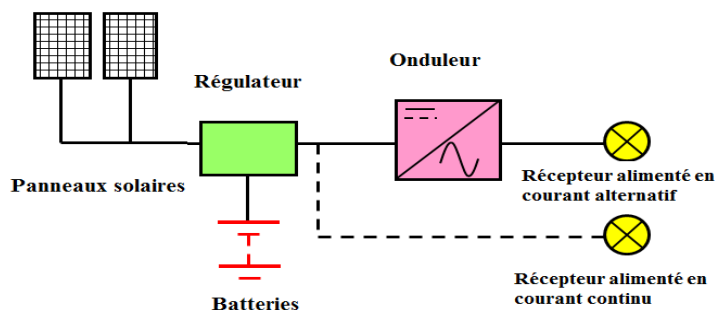 Onduleur
Régulateur
Panneaux solaires
Récepteur alimenté en
courant alternatif
Récepteur alimenté en
courant continu
Batteries